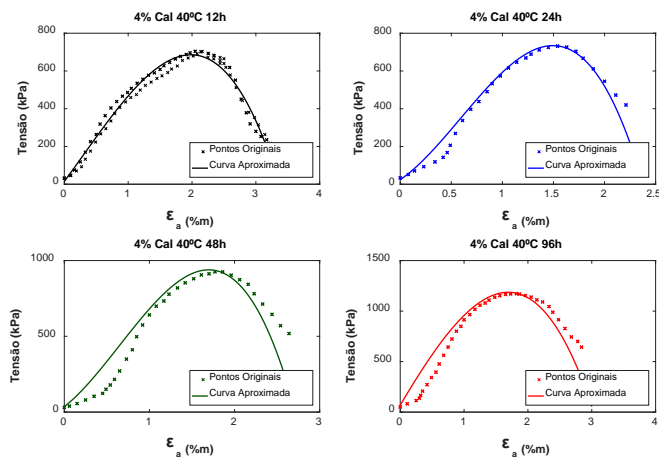 4% Cal 40ºC 12h
800
600
400
200
0
Tensão (kPa)
Pontos Originais
Curva Aproximada
0 1 2 3 4
ε a (%m)
4% Cal 40ºC 24h
800
600
400
200
0
Tensão (kPa)
Pontos Originais
Curva Aproximada
0 0.5 1 1.5 2 2.5
ε a (%m)
4% Cal 40ºC 48h
1000
500
0
Tensão (kPa)
Pontos Originais
Curva Aproximada
0 1 2 3
ε a (%m)
4% Cal 40ºC 96h
1500
1000
500
0
Tensão (kPa)
Pontos Originais
Curva Aproximada
0 1 2 3 4
ε a (%m)